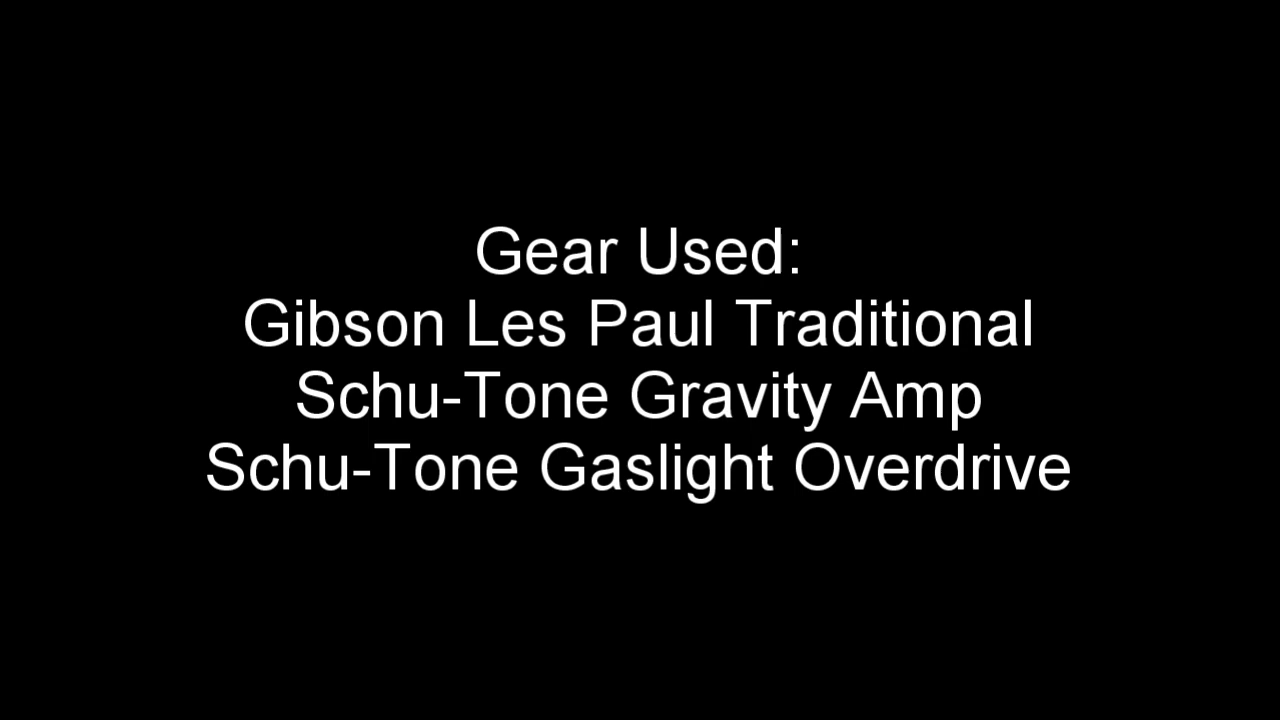 Gear Used:
Gibson Les Paul Traditional
Schu-Tone Gravity Amp
Schu-Tone Gaslight Overdrive